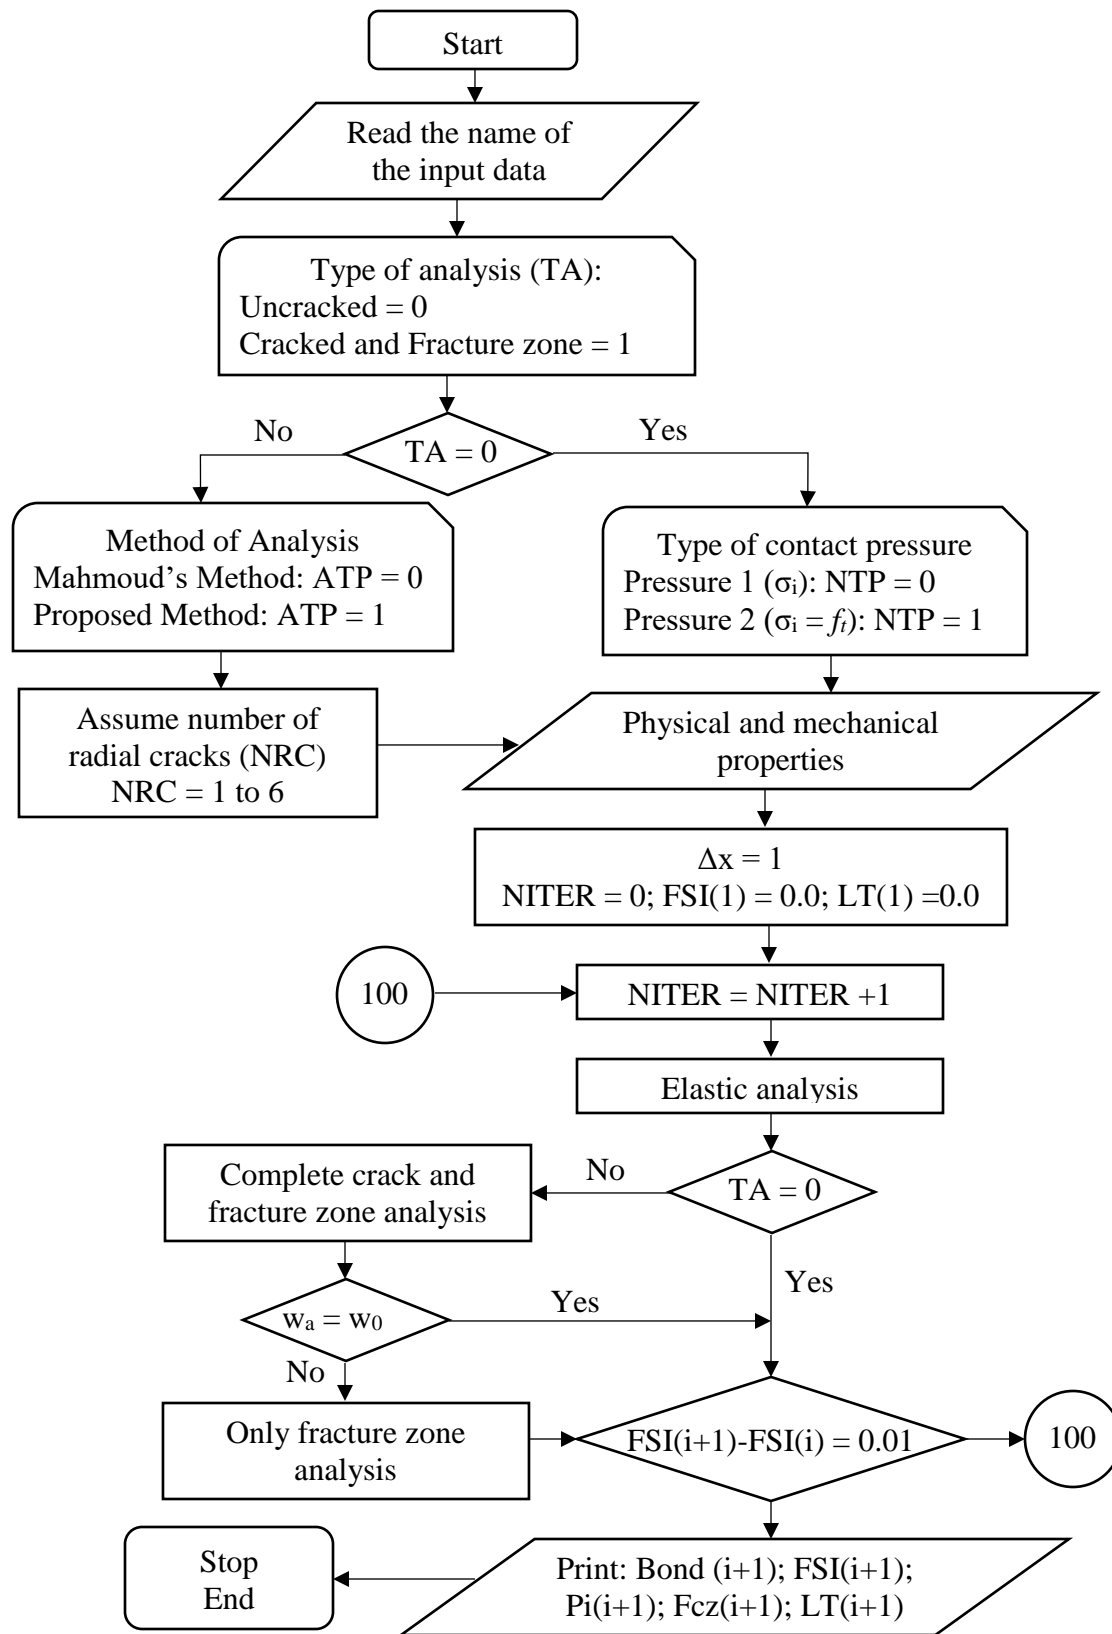 Start
Read the name of
the input data
Type of analysis (TA):
Uncracked = 0
Cracked and Fracture zone = 1
No
TA = 0
Yes
Method of Analysis
Mahmoud's Method: ATP = 0
Proposed Method: ATP = 1
Type of contact pressure
Pressure 1 (σi): NTP = 0
Pressure 2 (σi = ft): NTP = 1
Assume number of
radial cracks (NRC)
NRC = 1 to 6
Physical and mechanical
properties
Δx = 1
NITER = 0; FSI(1) = 0.0; LT(1) =0.0
100
NITER = NITER +1
Elastic analysis
Complete crack and
fracture zone analysis
No
TA = 0
Yes
wa = w0
Yes
No
Only fracture zone
analysis
FSI(i+1)-FSI(i) = 0.01
100
Stop
End
Print: Bond (i+1); FSI(i+1);
Pi(i+1); Fcz(i+1); LT(i+1)